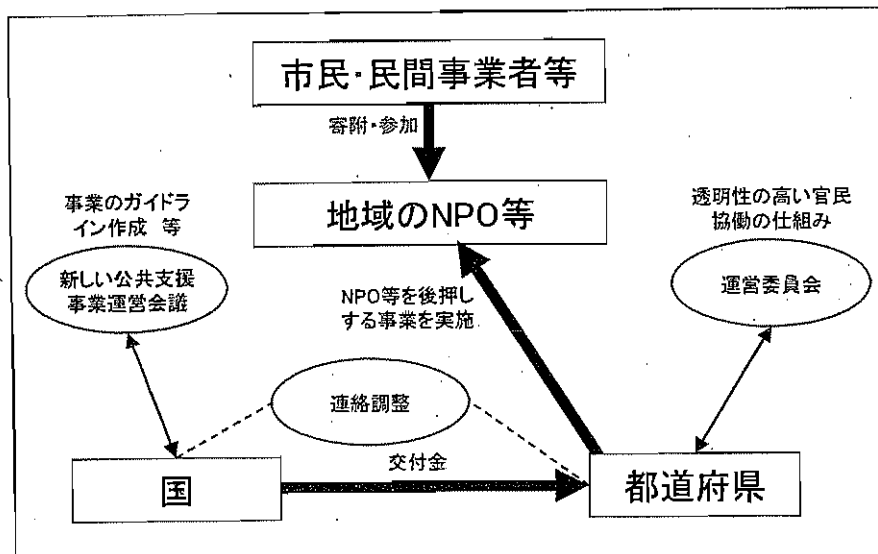 市民・民間事業者等
寄附・参加
地域のNPO等
事業のガイドラ
イン作成 等
新しい公共支援
事業運営会議
透明性の高い官民
協働の仕組み
運営委員会
NPO等を後押し
する事業を実施
連絡調整
交付金
国
都道府県